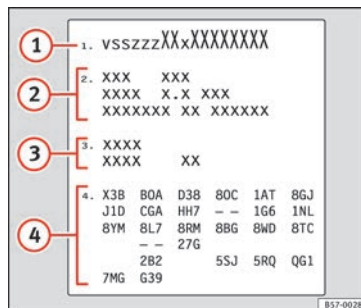 1
1. VSSZZZXXxXXXXXXXX
2
2. XXX XXX
XXXX X.X XXX
XXXXXXX XX XXXXXX
3
3. XXXX
XXXX XX
4
4. X3B B0A D38 8OC 1AT 8GJ
J1D CGA HH7 - - 1G6 1NL
8YM 8L7 8RM 8BG 8WD 8TC
- - 27G
2B2 5SJ 5RQ QG1
7MG G39
B57-0028